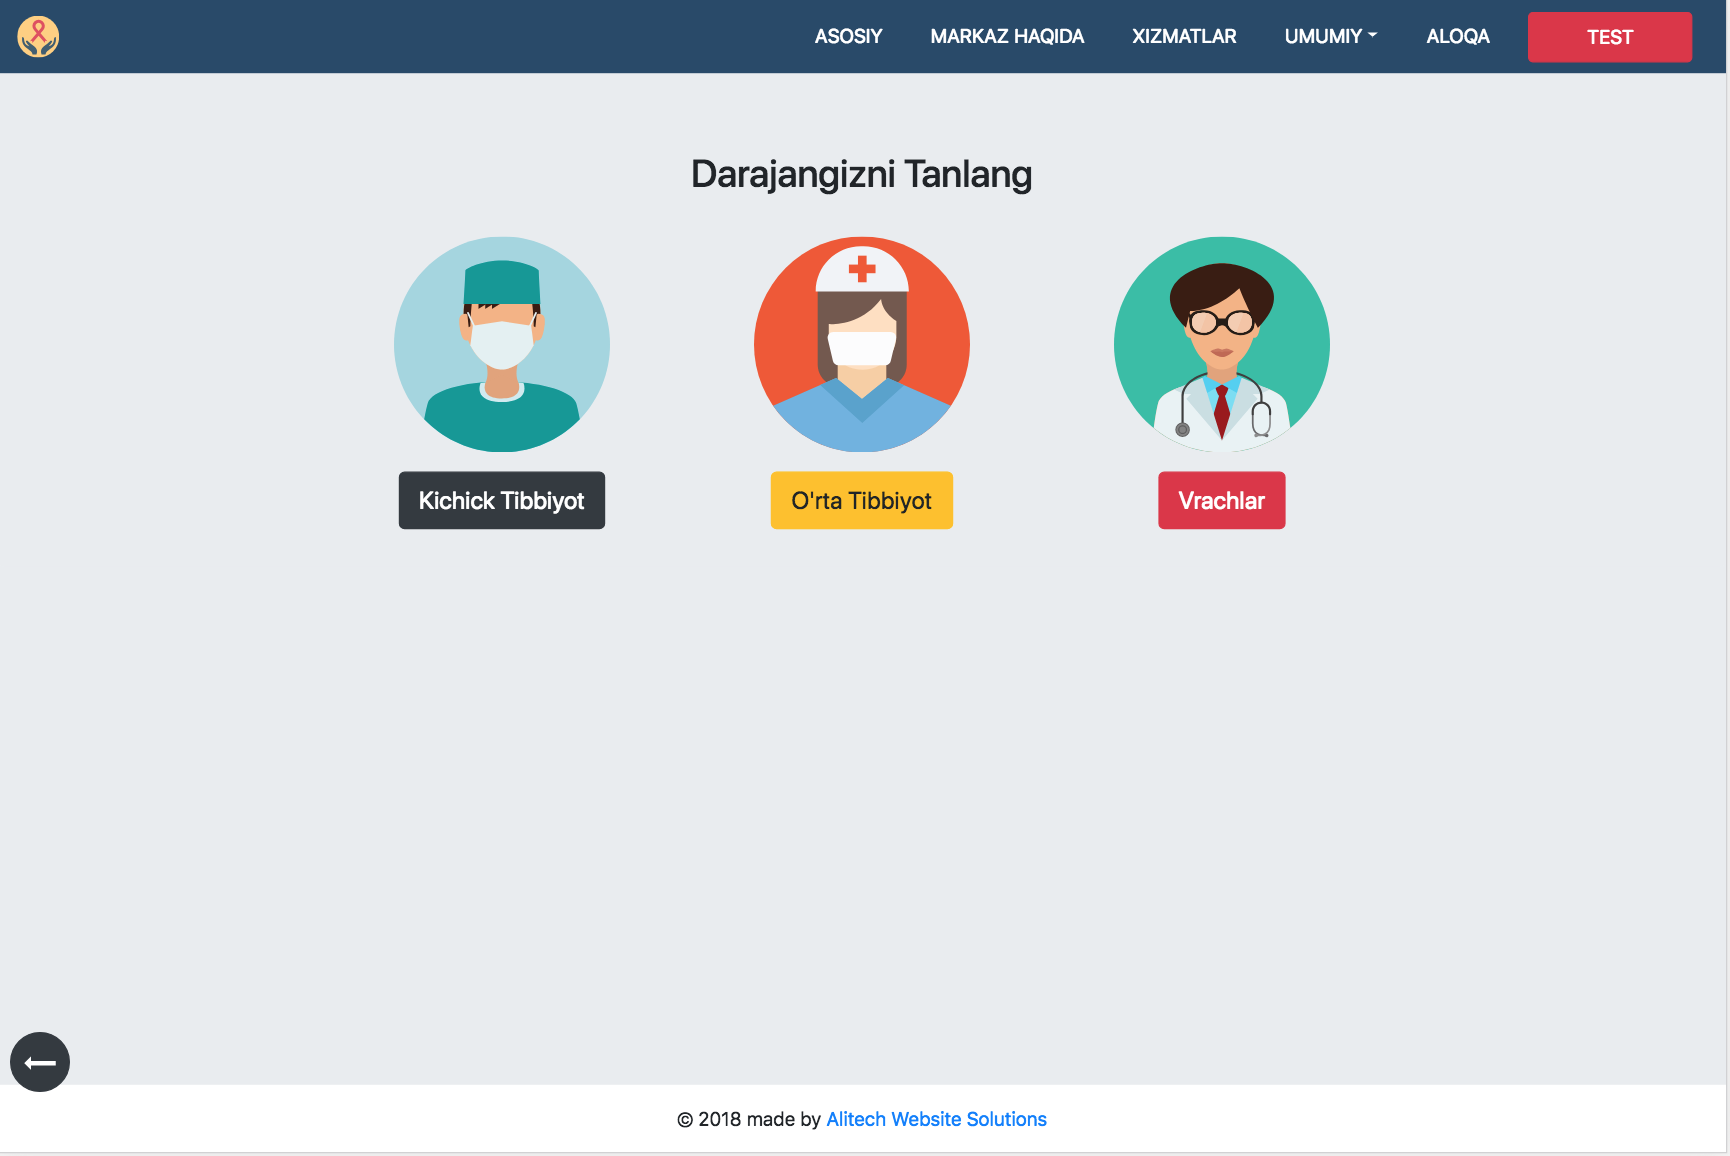 ASOSIY MARKAZ HAQIDA XIZMATLAR UMUMIY ALOQA TEST
Darajangizni Tanlang
Kichick Tibbiyot O'rta Tibbiyot Vrachlar
© 2018 made by Alitech Website Solutions